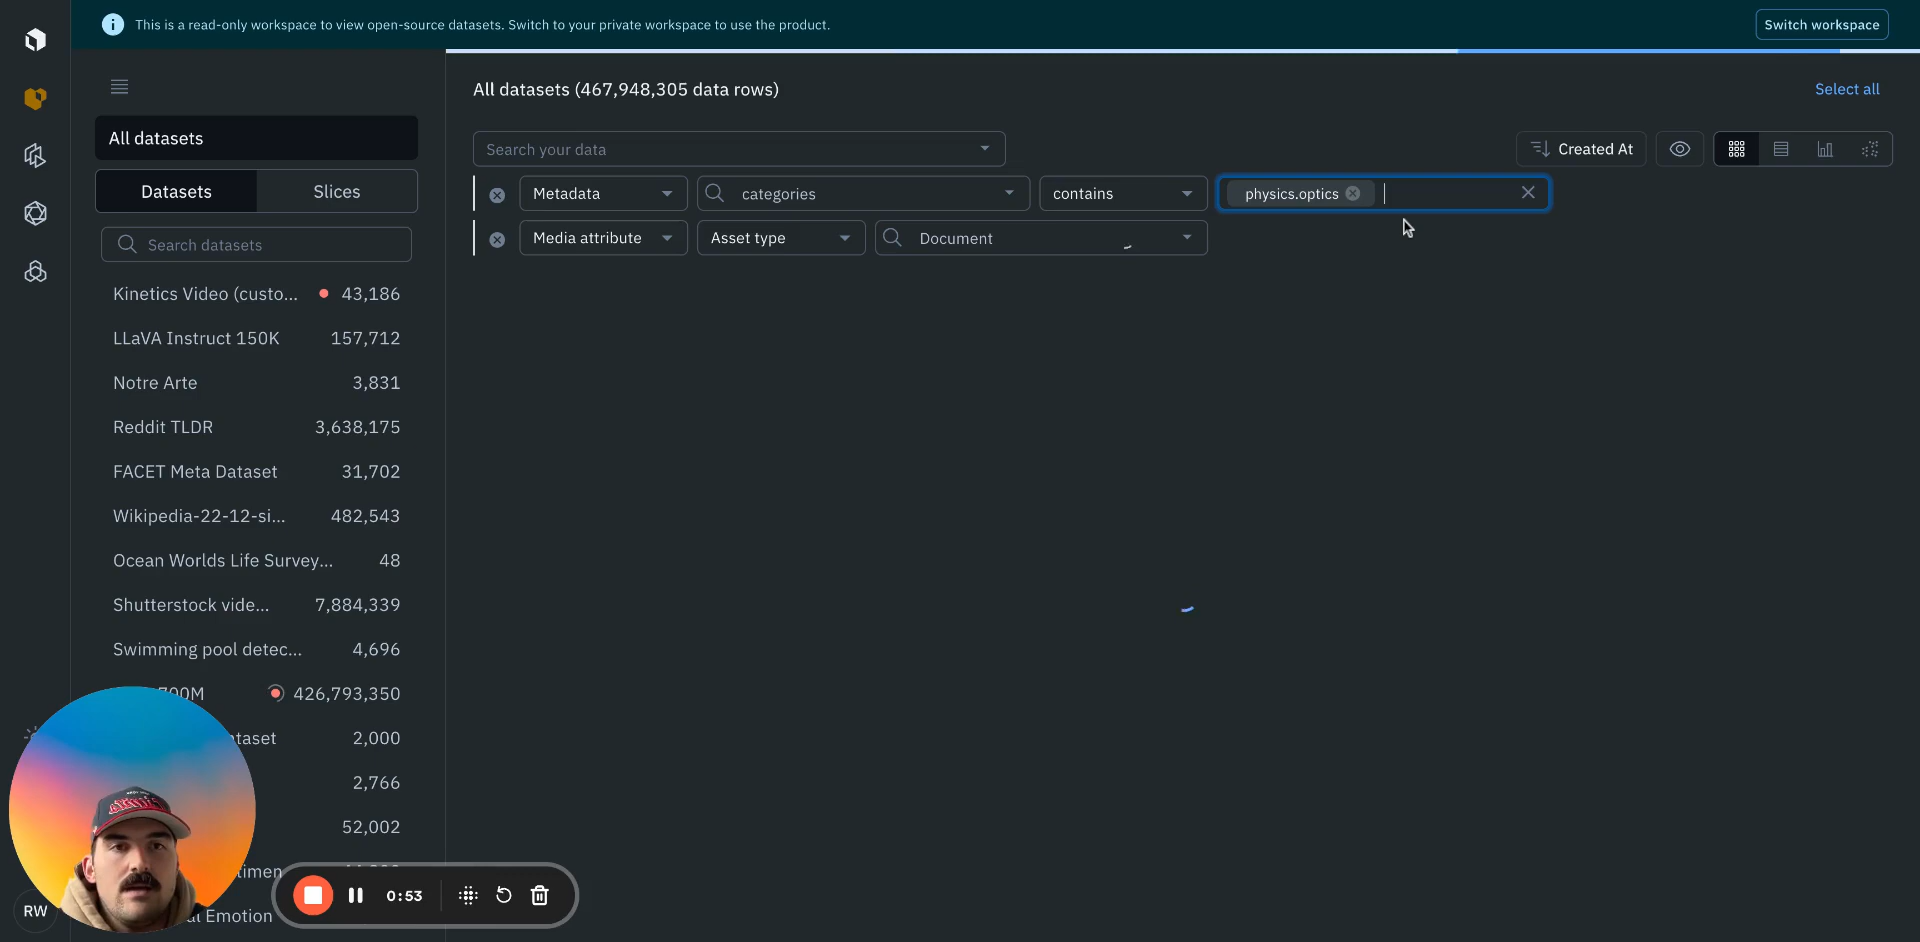 This is a read-only workspace to view open-source datasets. Switch to your private workspace to use the product.
Switch workspace
All datasets
Datasets
Slices
Search datasets
Kinetics Video (custo... 43,186
LLaVA Instruct 150K 157,712
Notre Arte 3,831
Reddit TLDR 3,638,175
FACET Meta Dataset 31,702
Wikipedia-22-12-si... 482,543
Ocean Worlds Life Survey... 48
Shutterstock vide... 7,884,339
Swimming pool detec... 4,696
700M 426,793,350
taset 2,000
2,766
52,002
timen
al Emotion
RW
0:53
All datasets (467,948,305 data rows)
Select all
Search your data
Created At
Metadata categories contains physics.optics
Media attribute Asset type Document